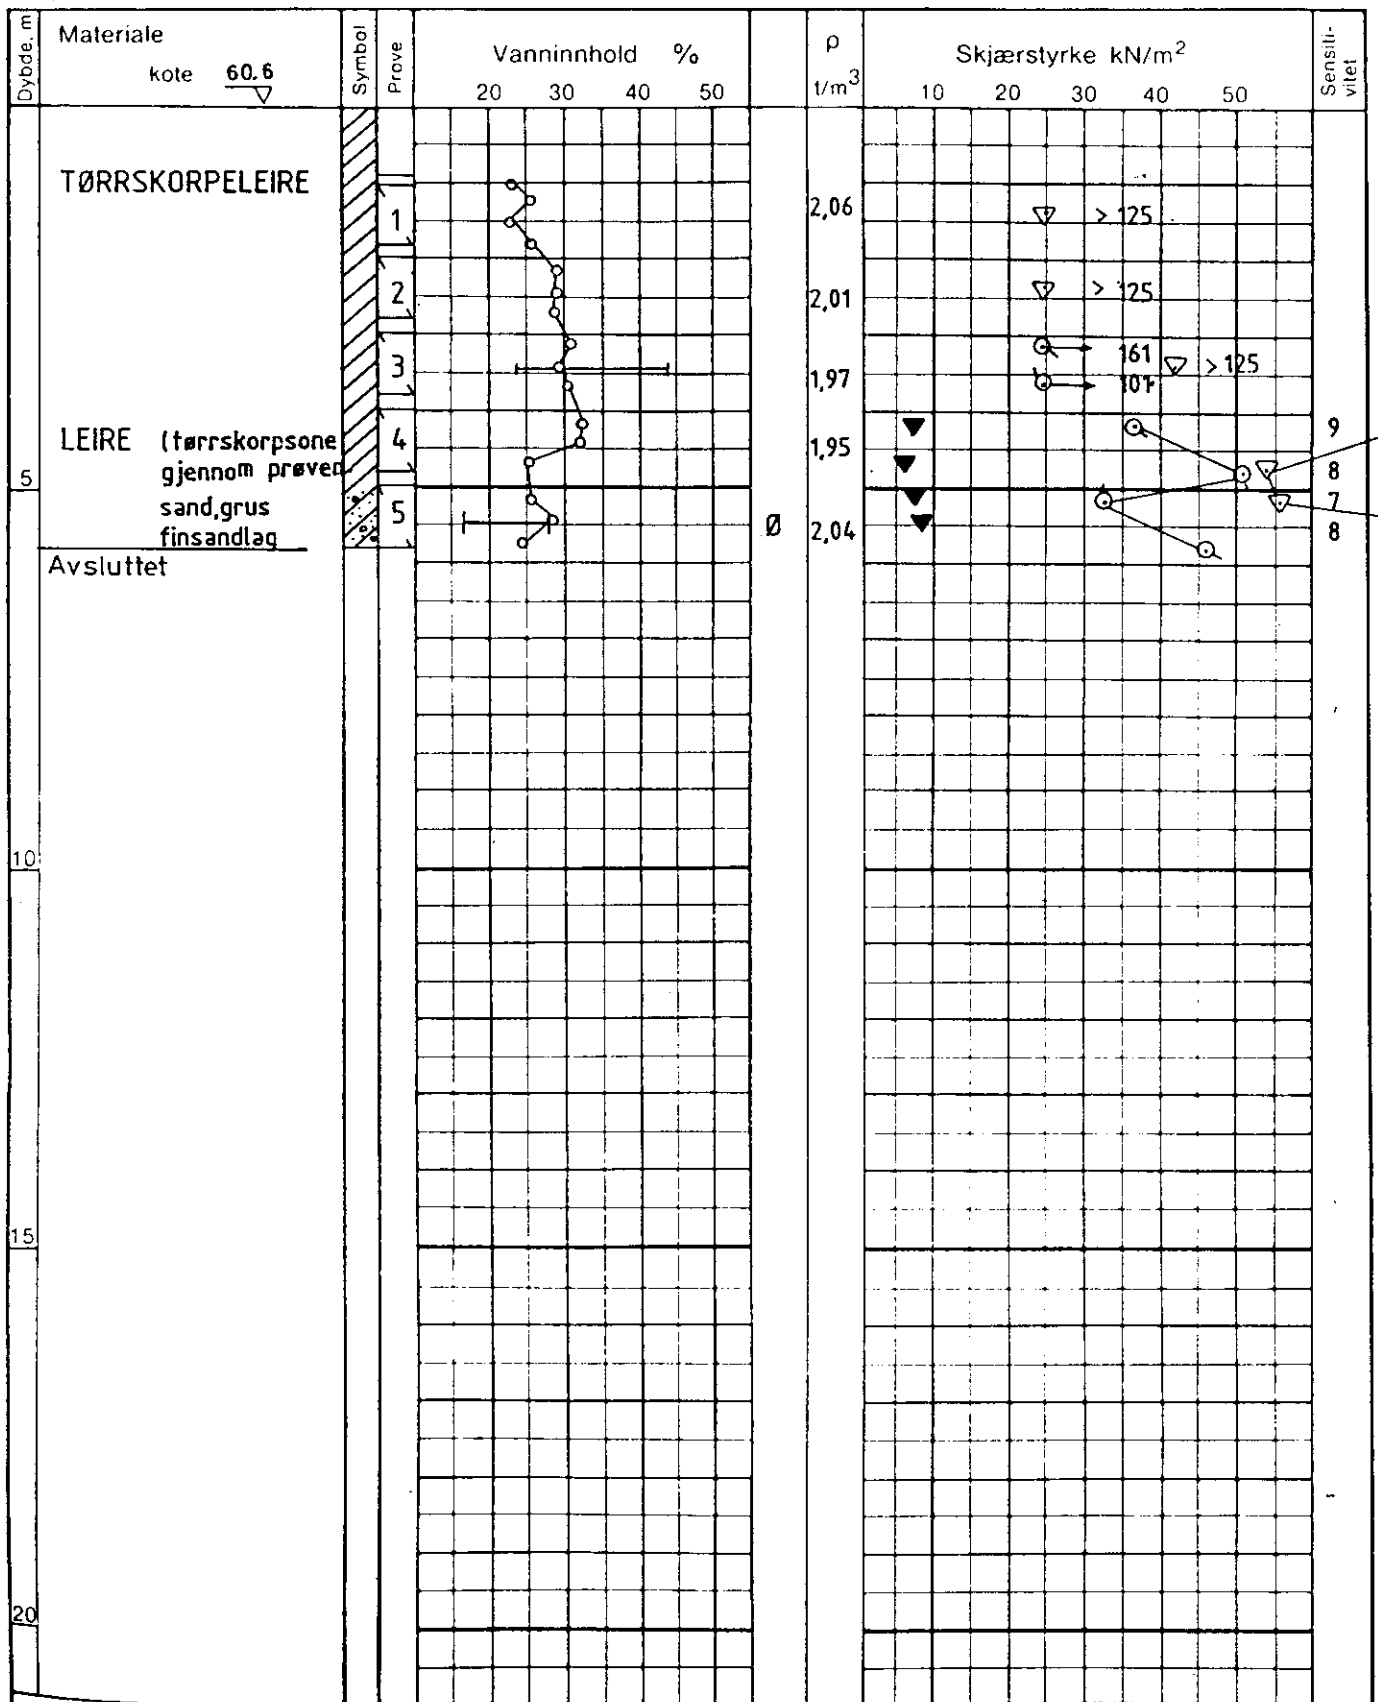 Dybde, m
Materiale
kote 60.6
Symbol
Prøve
Vanninnhold %
20 30 40 50
ρ
t/m³
Skjærstyrke kN/m²
10 20 30 40 50
Sensiti-
vitet
TØRRSKORPELEIRE
1
2,06
> 125
2
2,01
> 125
3
161
> 125
1,97
101
LEIRE (tørrskorpsone
gjennom prøven
4
1,95
9
8
5
sand,grus
finsandlag
5
Ø
2,04
7
8
Avsluttet
10
15
20